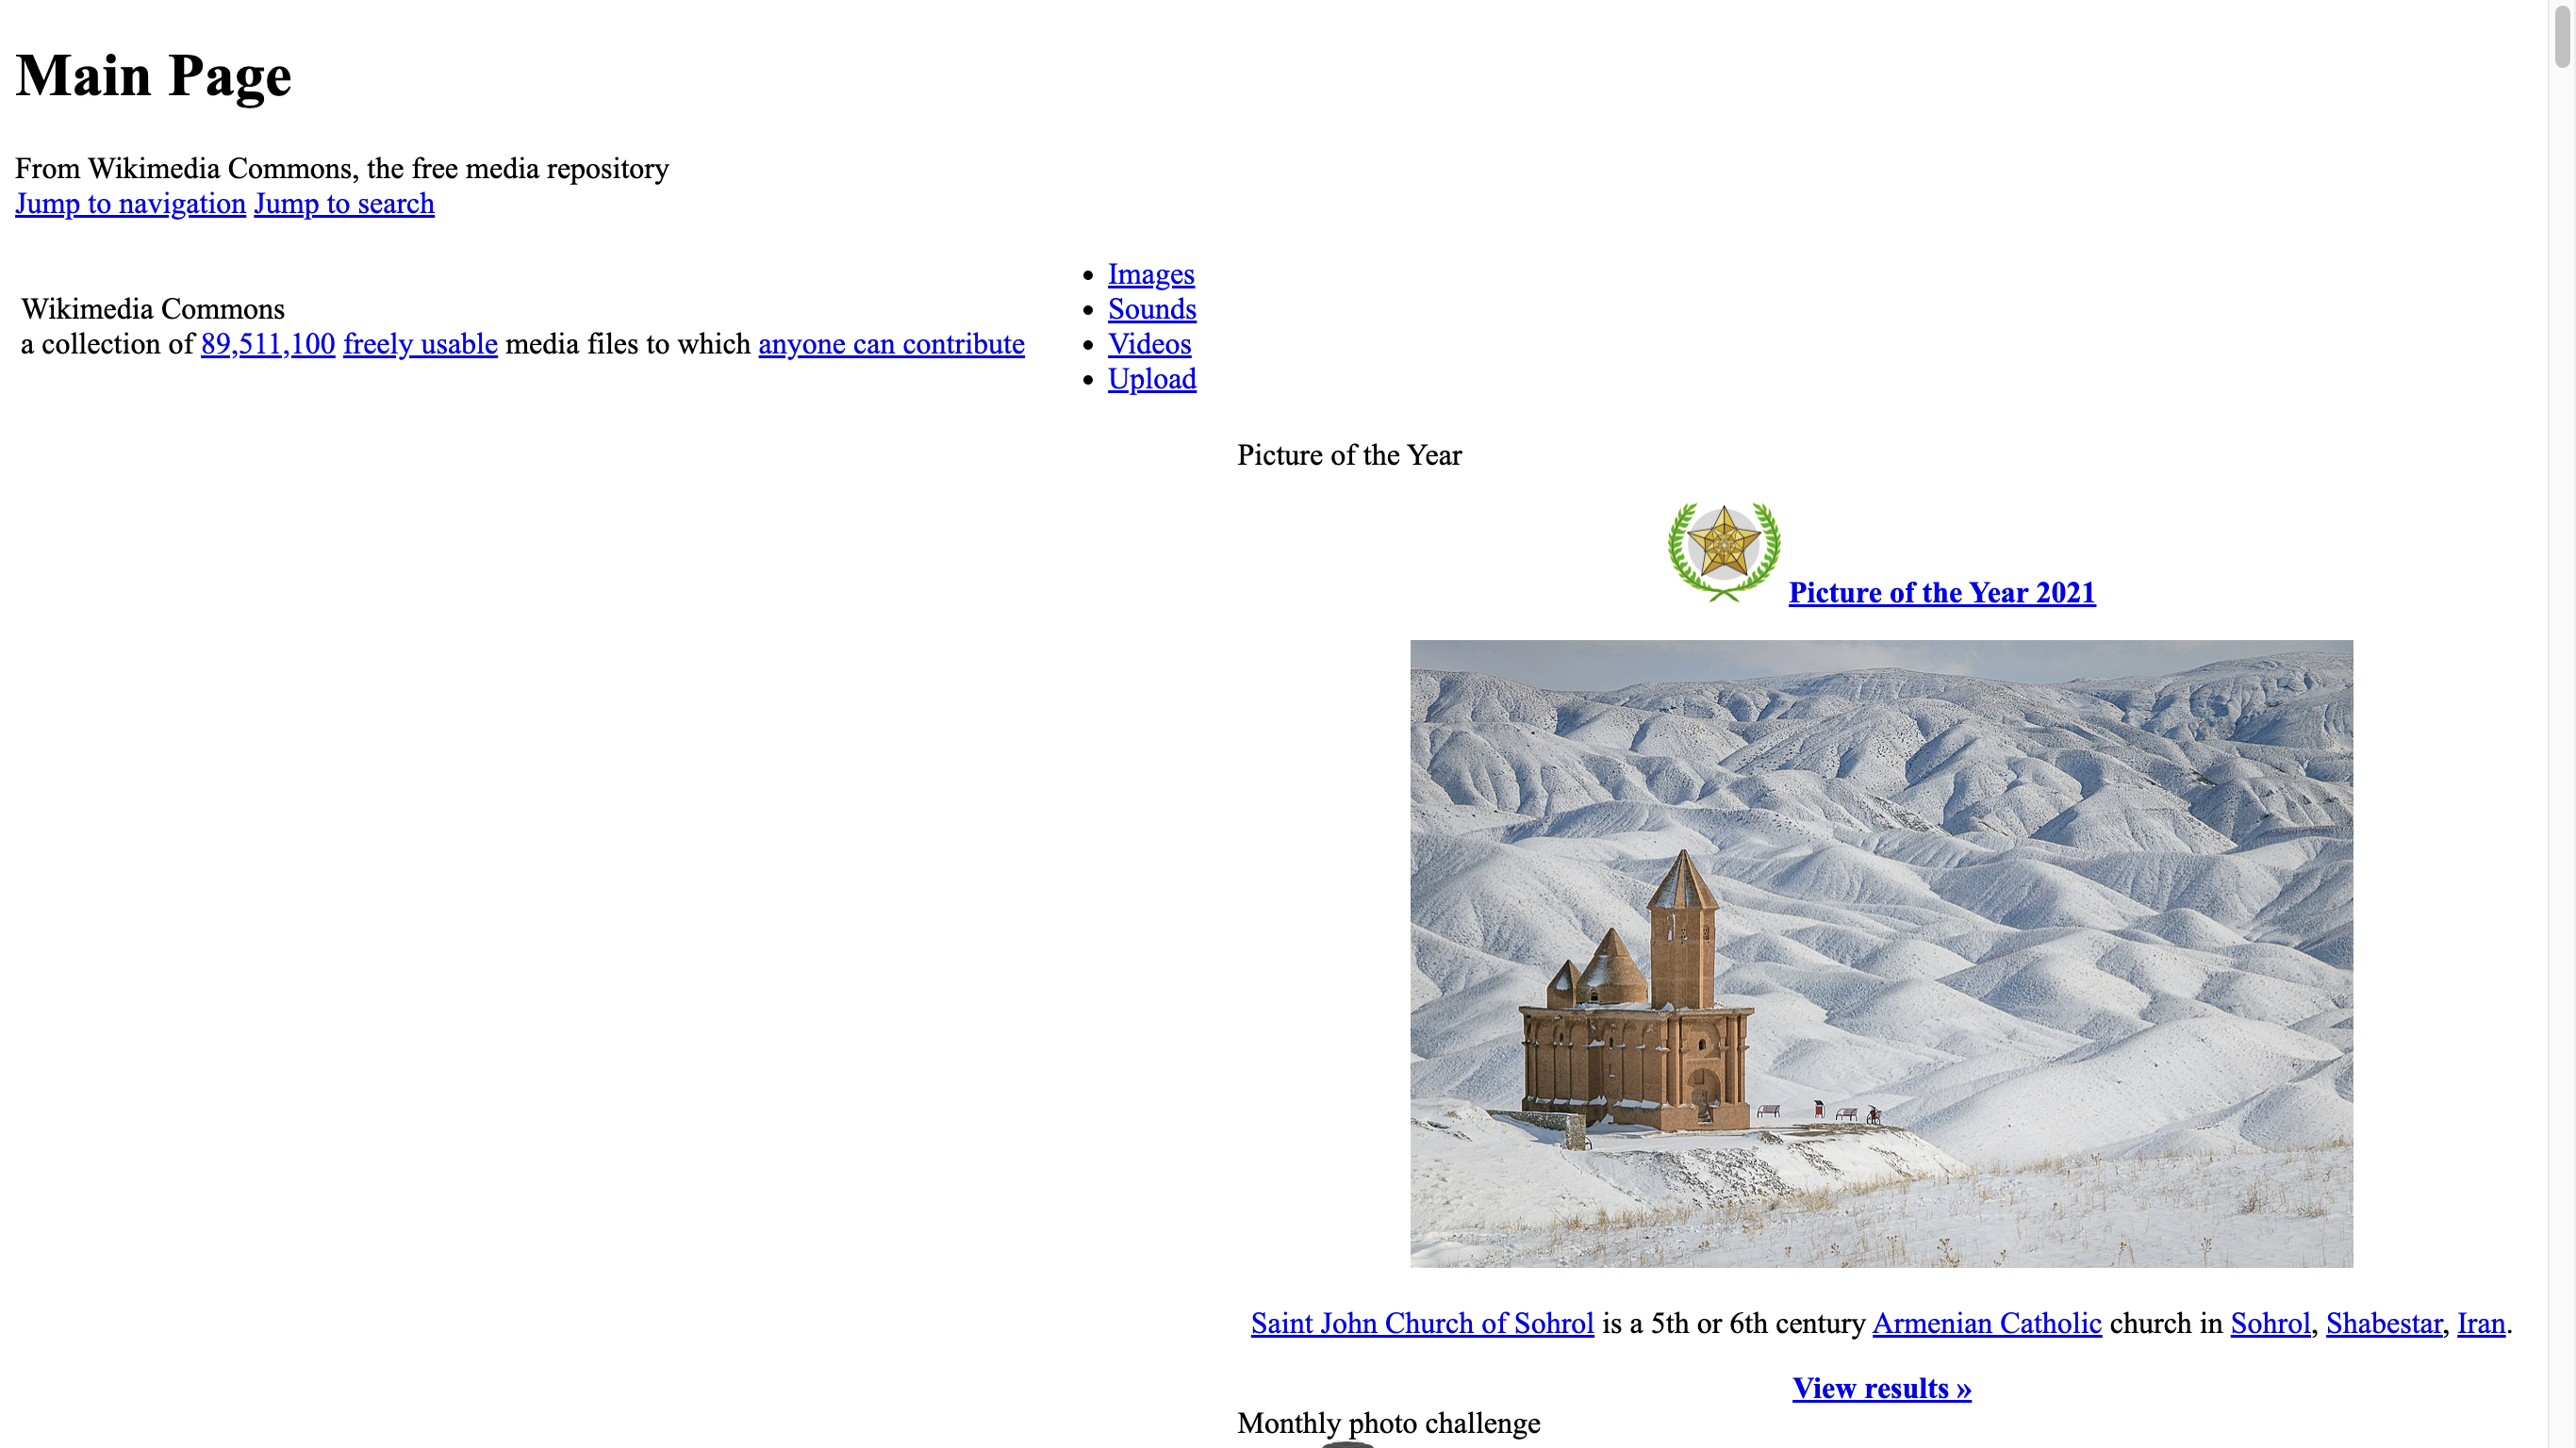 Main Page
From Wikimedia Commons, the free media repository
Jump to navigation Jump to search
Wikimedia Commons
a collection of 89,511,100 freely usable media files to which anyone can contribute
Images
Sounds
Videos
Upload
Picture of the Year
Picture of the Year 2021
Saint John Church of Sohrol is a 5th or 6th century Armenian Catholic church in Sohrol, Shabestar, Iran.
View results »
Monthly photo challenge